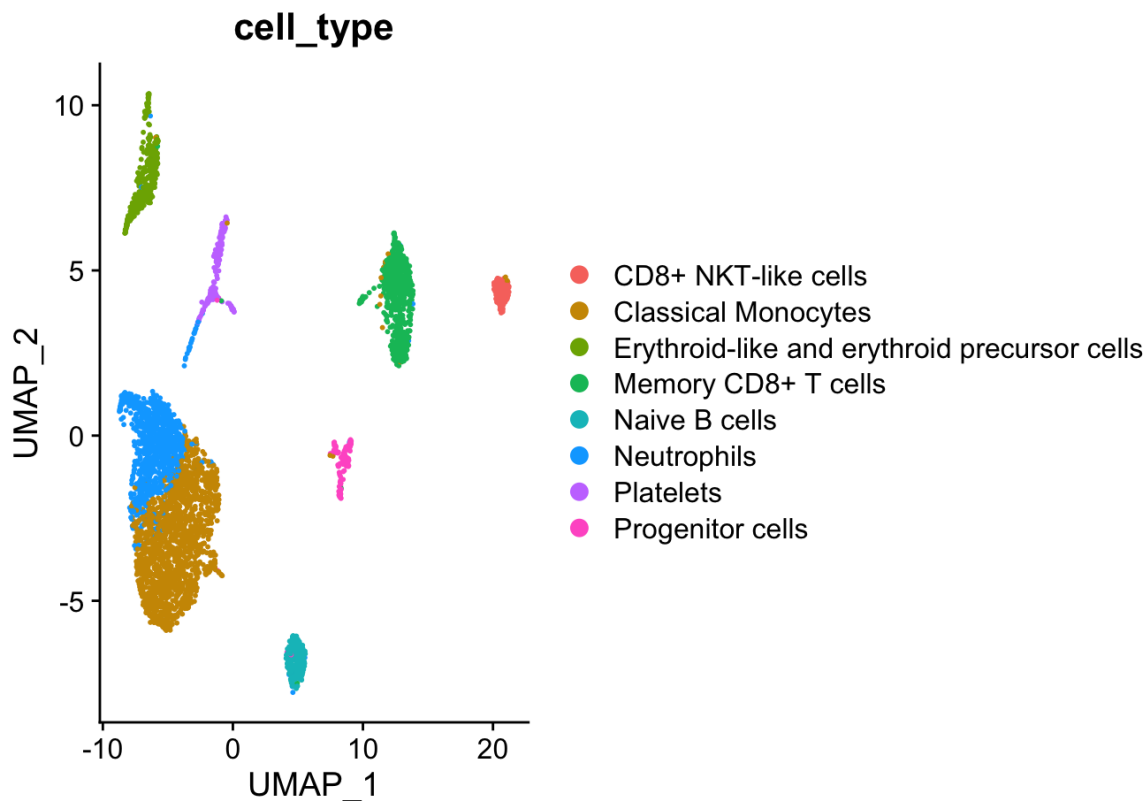 cell_type
10
5
0
-5
UMAP_2
-10
0
10
20
UMAP_1
CD8+ NKT-like cells
Classical Monocytes
Erythroid-like and erythroid precursor cells
Memory CD8+ T cells
Naive B cells
Neutrophils
Platelets
Progenitor cells